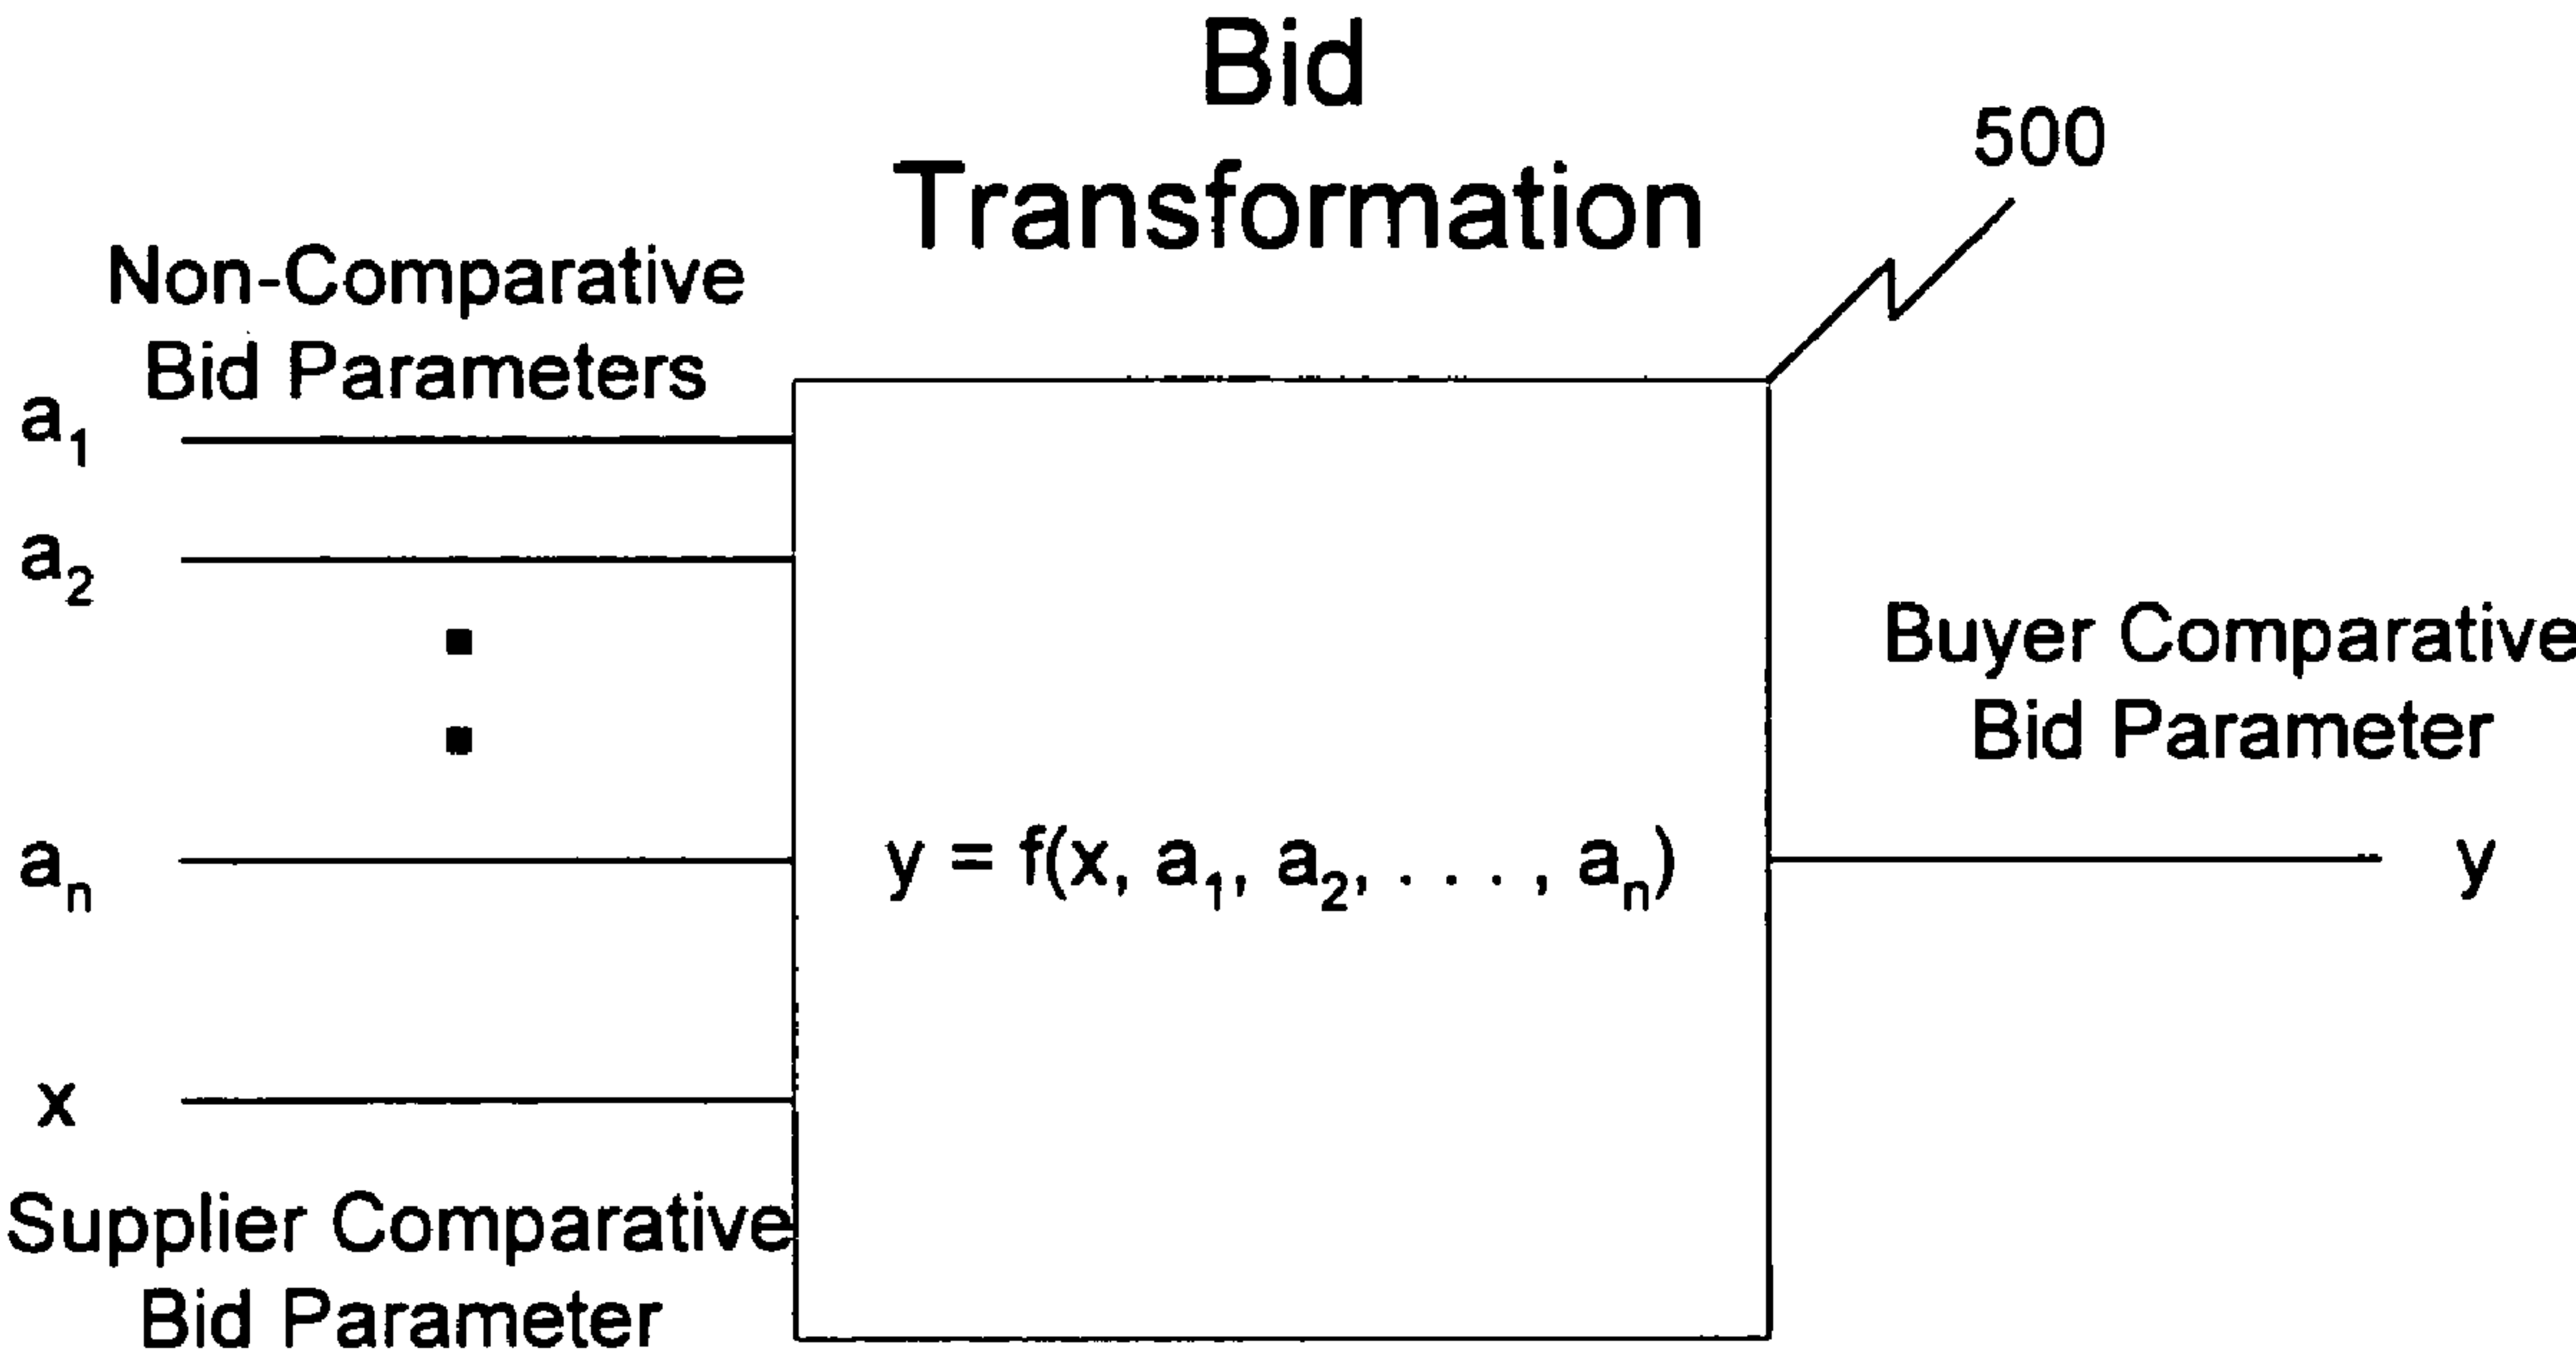 Bid
Transformation
500
Non-Comparative
Bid Parameters
a₁
a₂
aₙ
x
Supplier Comparative
Bid Parameter
y = f(x, a₁, a₂, . . . , aₙ)
Buyer Comparative
Bid Parameter
y